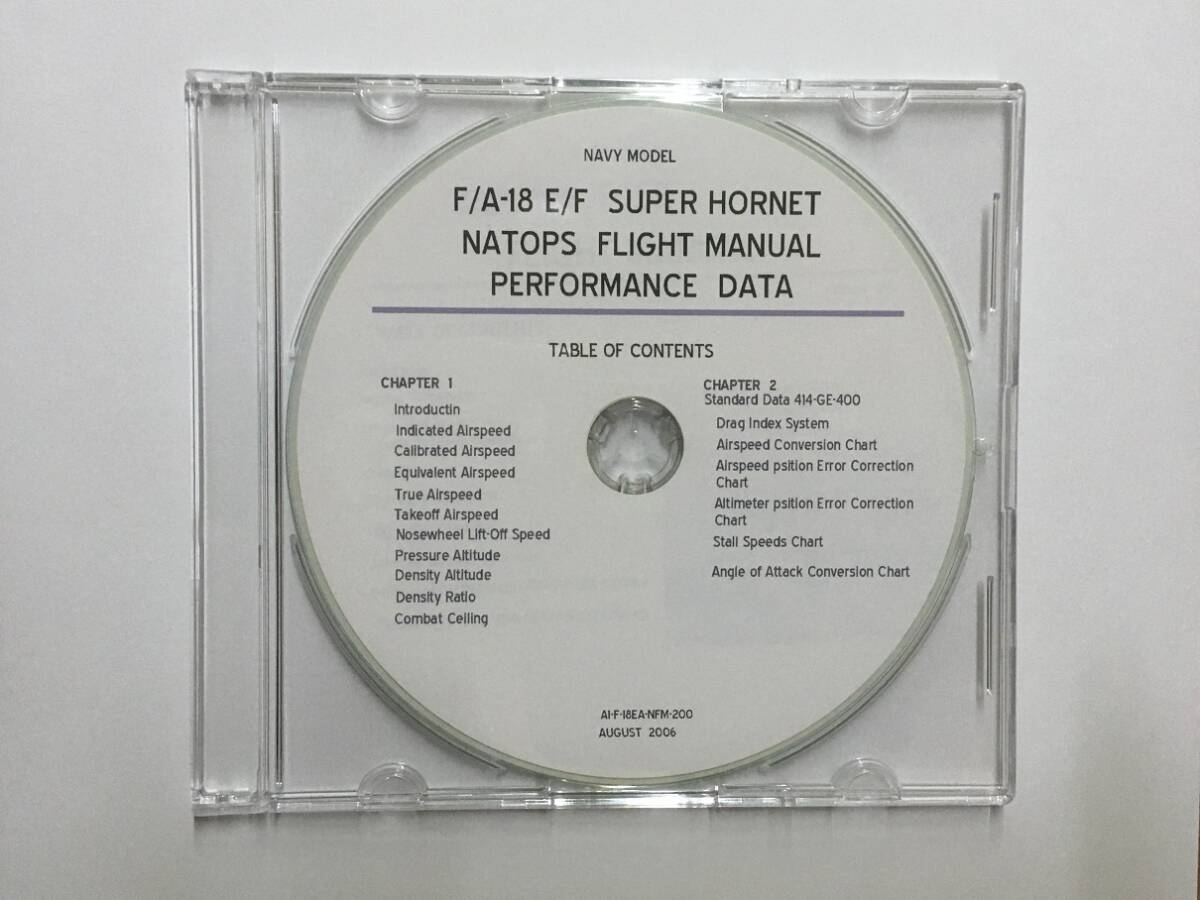 NAVY MODEL
F/A-18 E/F SUPER HORNET
NATOPS FLIGHT MANUAL
PERFORMANCE DATA
TABLE OF CONTENTS
CHAPTER 1
Introductin
Indicated Airspeed
Calibrated Airspeed
Equivalent Airspeed
True Airspeed
Takeoff Airspeed
Nosewheel Lift-Off Speed
Pressure Altitude
Density Altitude
Density Ratio
Combat Ceiling
CHAPTER 2
Standard Data 414-GE-400
Drag Index System
Airspeed Conversion Chart
Airspeed psition Error Correction
Chart
Altimeter psition Error Correction
Chart
Stall Speeds Chart
Angle of Attack Conversion Chart
A1-F-18EA-NFM-200
AUGUST 2006